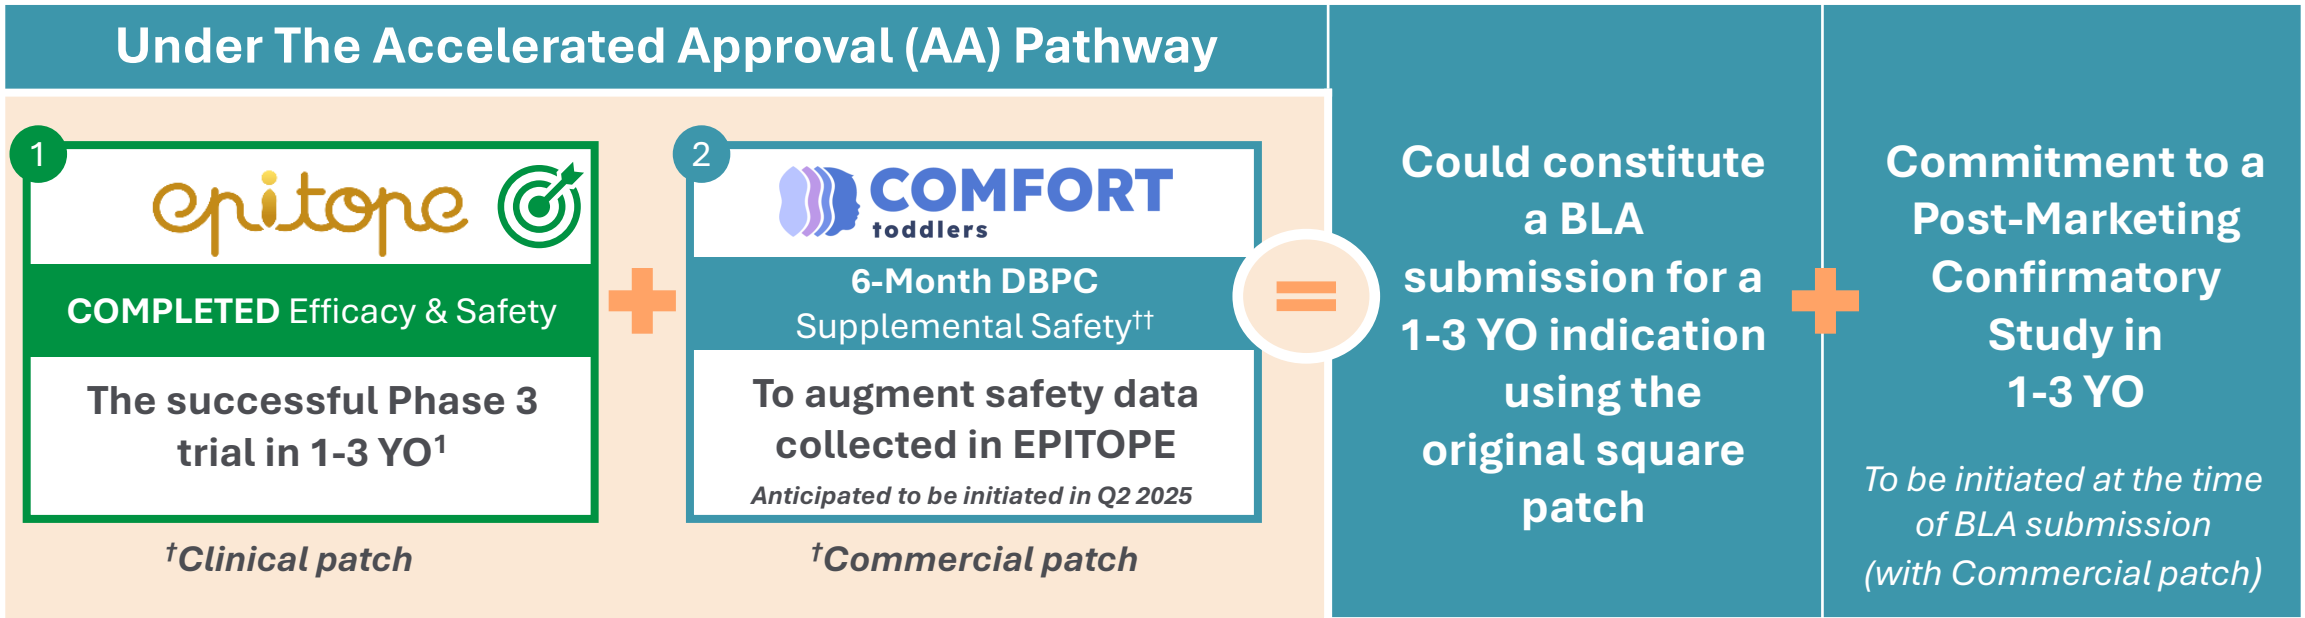 Under The Accelerated Approval (AA) Pathway
1
epitope
COMPLETED Efficacy & Safety
The successful Phase 3
trial in 1-3 YO¹
†Clinical patch
2
COMFORT
toddlers
6-Month DBPC
Supplemental Safety††
To augment safety data
collected in EPITOPE
Anticipated to be initiated in Q2 2025
†Commercial patch
Could constitute
a BLA
submission for a
1-3 YO indication
using the
original square
patch
Commitment to a
Post-Marketing
Confirmatory
Study in
1-3 YO
To be initiated at the time
of BLA submission
(with Commercial patch)